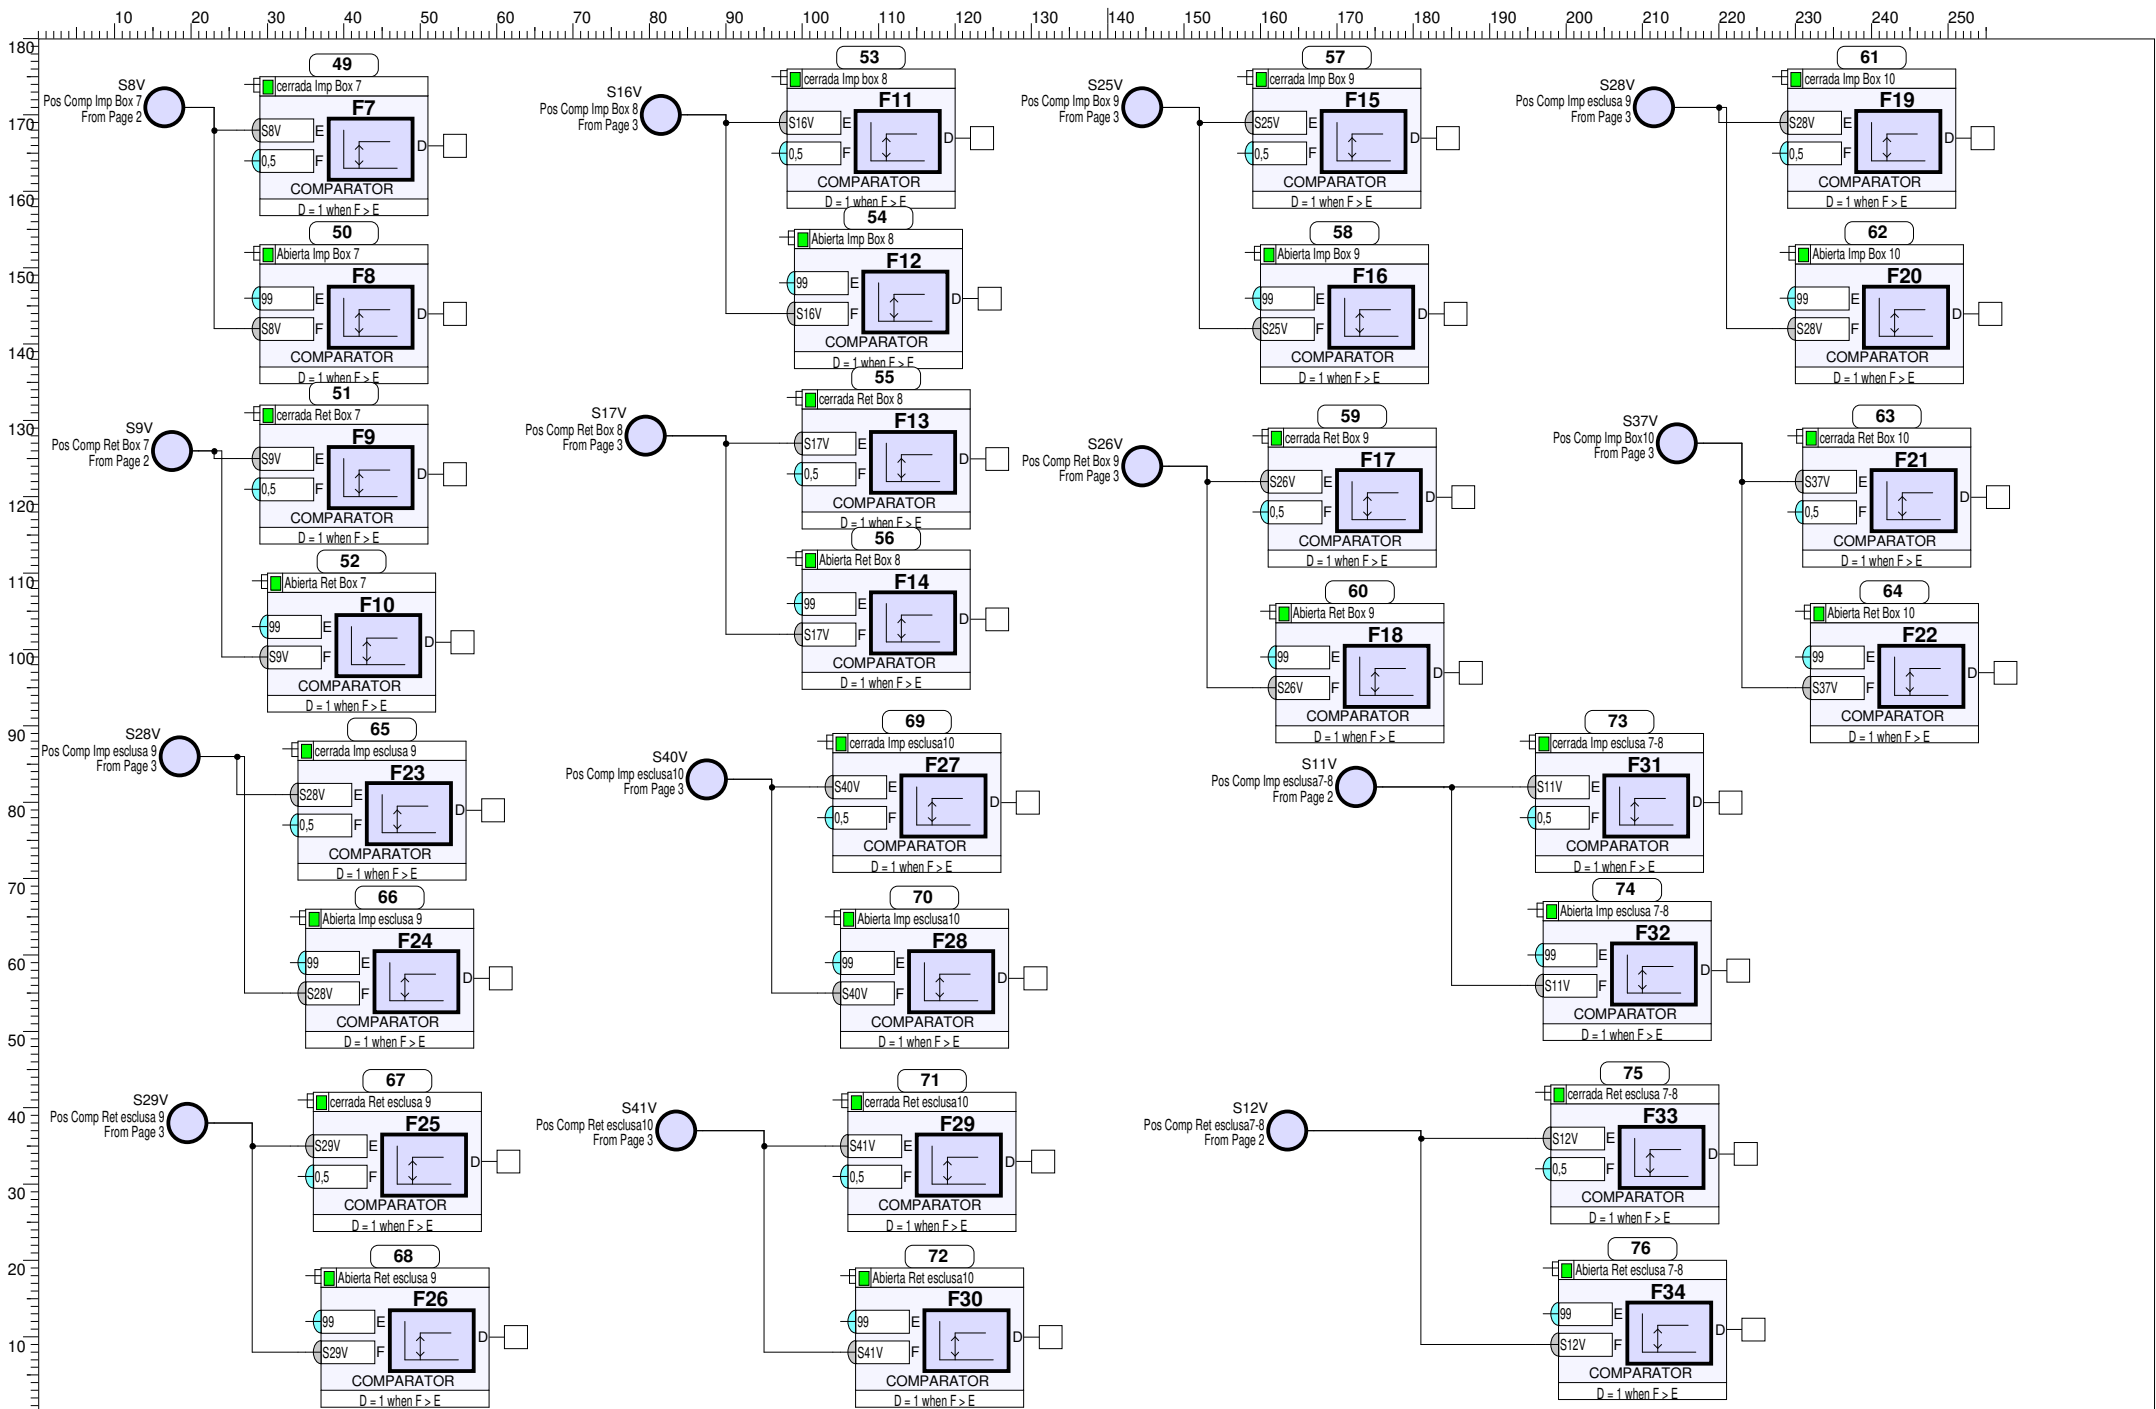 10 20 30 40 50 60 70 80 90 100 110 120 130 140 150 160 170 180 190 200 210 220 230 240 250
180
170
160
150
140
130
120
110
100
90
80
70
60
50
40
30
20
10
S8V
Pos Comp Imp Box 7
From Page 2
49
cerrada Imp Box 7
F7
S8V E
0,5 F
D
COMPARATOR
D = 1 when F > E
50
Abierta Imp Box 7
F8
99 E
S8V F
D
COMPARATOR
D = 1 when F > E
S9V
Pos Comp Ret Box 7
From Page 2
51
cerrada Ret Box 7
F9
S9V E
0,5 F
D
COMPARATOR
D = 1 when F > E
52
Abierta Ret Box 7
F10
99 E
S9V F
D
COMPARATOR
D = 1 when F > E
S16V
Pos Comp Imp Box 8
From Page 3
53
cerrada Imp box 8
F11
S16V E
0,5 F
D
COMPARATOR
D = 1 when F > E
54
Abierta Imp Box 8
F12
99 E
S16V F
D
COMPARATOR
D = 1 when F > E
S17V
Pos Comp Ret Box 8
From Page 3
55
cerrada Ret Box 8
F13
S17V E
0,5 F
D
COMPARATOR
D = 1 when F > E
56
Abierta Ret Box 8
F14
99 E
S17V F
D
COMPARATOR
D = 1 when F > E
S25V
Pos Comp Imp Box 9
From Page 3
57
cerrada Imp Box 9
F15
S25V E
0,5 F
D
COMPARATOR
D = 1 when F > E
58
Abierta Imp Box 9
F16
99 E
S25V F
D
COMPARATOR
D = 1 when F > E
S26V
Pos Comp Ret Box 9
From Page 3
59
cerrada Ret Box 9
F17
S26V E
0,5 F
D
COMPARATOR
D = 1 when F > E
60
Abierta Ret Box 9
F18
99 E
S26V F
D
COMPARATOR
D = 1 when F > E
S28V
Pos Comp Imp esclusa 9
From Page 3
61
cerrada Imp Box 10
F19
S28V E
0,5 F
D
COMPARATOR
D = 1 when F > E
62
Abierta Imp Box 10
F20
99 E
S28V F
D
COMPARATOR
D = 1 when F > E
S37V
Pos Comp Imp Box10
From Page 3
63
cerrada Ret Box 10
F21
S37V E
0,5 F
D
COMPARATOR
D = 1 when F > E
64
Abierta Ret Box 10
F22
99 E
S37V F
D
COMPARATOR
D = 1 when F > E
S28V
Pos Comp Imp esclusa 9
From Page 3
65
cerrada Imp esclusa 9
F23
S28V E
0,5 F
D
COMPARATOR
D = 1 when F > E
66
Abierta Imp esclusa 9
F24
99 E
S28V F
D
COMPARATOR
D = 1 when F > E
S29V
Pos Comp Ret esclusa 9
From Page 3
67
cerrada Ret esclusa 9
F25
S29V E
0,5 F
D
COMPARATOR
D = 1 when F > E
68
Abierta Ret esclusa 9
F26
99 E
S29V F
D
COMPARATOR
D = 1 when F > E
S40V
Pos Comp Imp esclusa10
From Page 3
69
cerrada Imp esclusa10
F27
S40V E
0,5 F
D
COMPARATOR
D = 1 when F > E
70
Abierta Imp esclusa10
F28
99 E
S40V F
D
COMPARATOR
D = 1 when F > E
S41V
Pos Comp Ret esclusa10
From Page 3
71
cerrada Ret esclusa10
F29
S41V E
0,5 F
D
COMPARATOR
D = 1 when F > E
72
Abierta Ret esclusa10
F30
99 E
S41V F
D
COMPARATOR
D = 1 when F > E
S11V
Pos Comp Imp esclusa7-8
From Page 2
73
cerrada Imp esclusa 7-8
F31
S11V E
0,5 F
D
COMPARATOR
D = 1 when F > E
74
Abierta Imp esclusa 7-8
F32
99 E
S11V F
D
COMPARATOR
D = 1 when F > E
S12V
Pos Comp Ret esclusa7-8
From Page 2
75
cerrada Ret esclusa 7-8
F33
S12V E
0,5 F
D
COMPARATOR
D = 1 when F > E
76
Abierta Ret esclusa 7-8
F34
99 E
S12V F
D
COMPARATOR
D = 1 when F > E